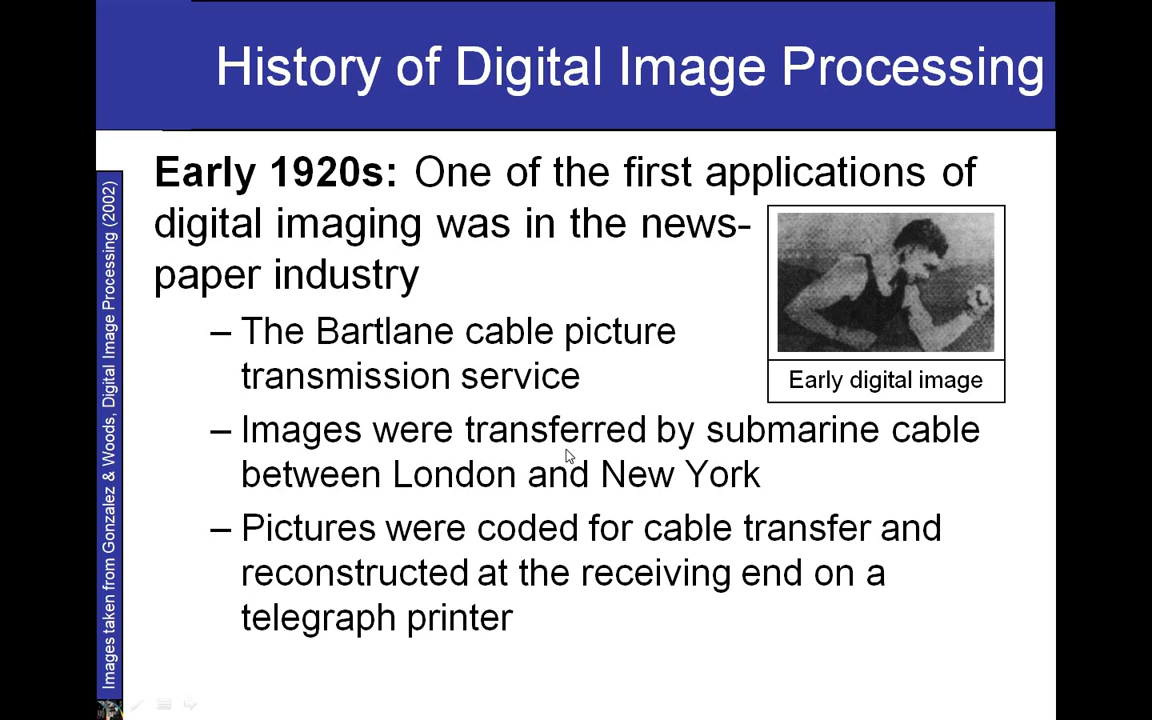 History of Digital Image Processing
Early 1920s: One of the first applications of
digital imaging was in the news-
paper industry
– The Bartlane cable picture
transmission service
– Images were transferred by submarine cable
between London and New York
– Pictures were coded for cable transfer and
reconstructed at the receiving end on a
telegraph printer
Early digital image
Images taken from Gonzalez & Woods, Digital Image Processing (2002)